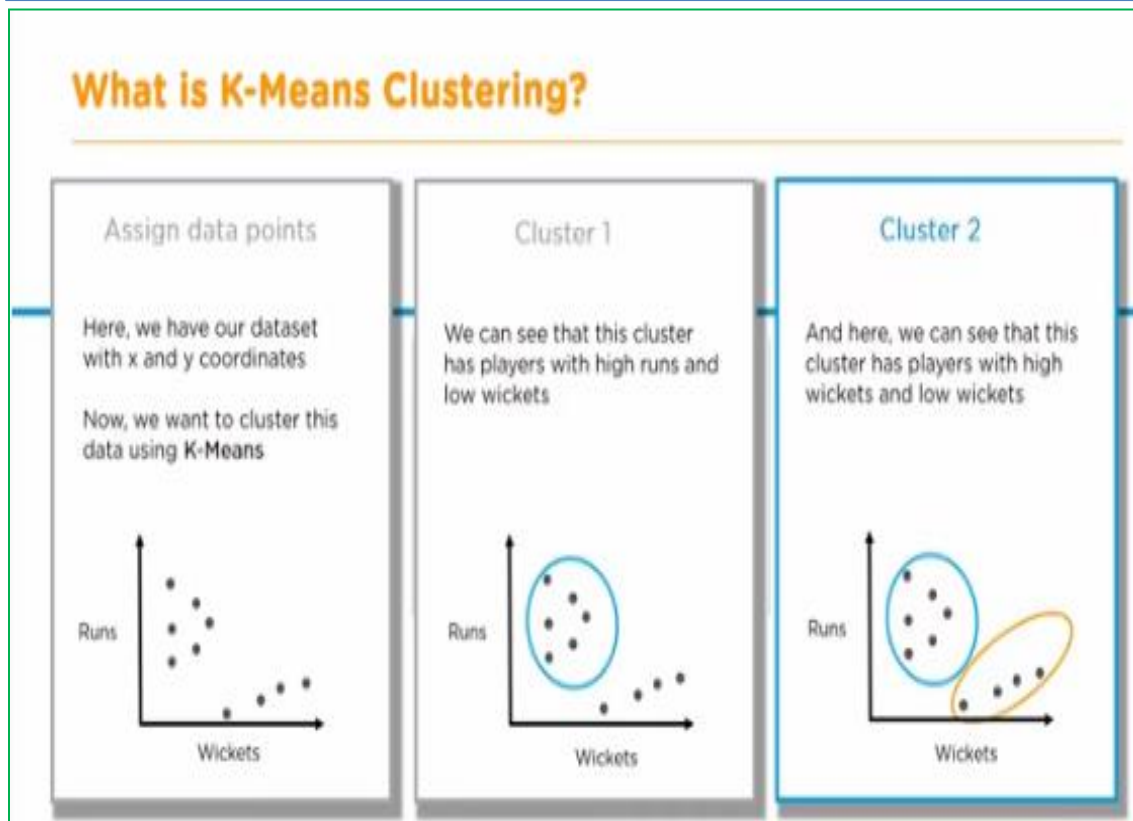 What is K-Means Clustering?
Assign data points
Here, we have our dataset
with x and y coordinates
Now, we want to cluster this
data using K-Means
Runs
Wickets
Cluster 1
We can see that this cluster
has players with high runs and
low wickets
Runs
Wickets
Cluster 2
And here, we can see that this
cluster has players with high
wickets and low wickets
Runs
Wickets